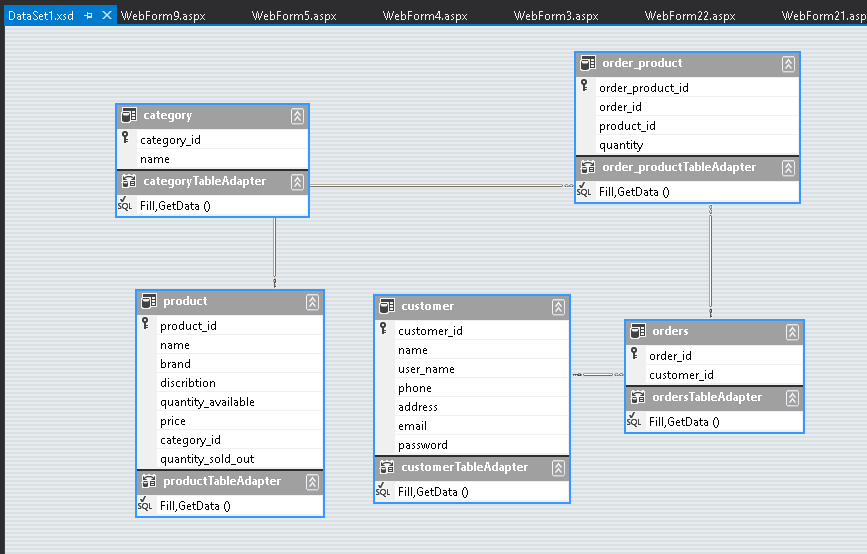 DataSet1.xsd
WebForm9.aspx
WebForm5.aspx
WebForm4.aspx
WebForm3.aspx
WebForm22.aspx
WebForm21.asp
order_product
order_product_id
order_id
product_id
quantity
order_productTableAdapter
SQL Fill,GetData ()
category
category_id
name
categoryTableAdapter
SQL Fill,GetData ()
product
product_id
name
brand
discribtion
quantity_available
price
category_id
quantity_sold_out
productTableAdapter
SQL Fill,GetData ()
customer
customer_id
name
user_name
phone
address
email
password
customerTableAdapter
SQL Fill,GetData ()
orders
order_id
customer_id
ordersTableAdapter
SQL Fill,GetData ()